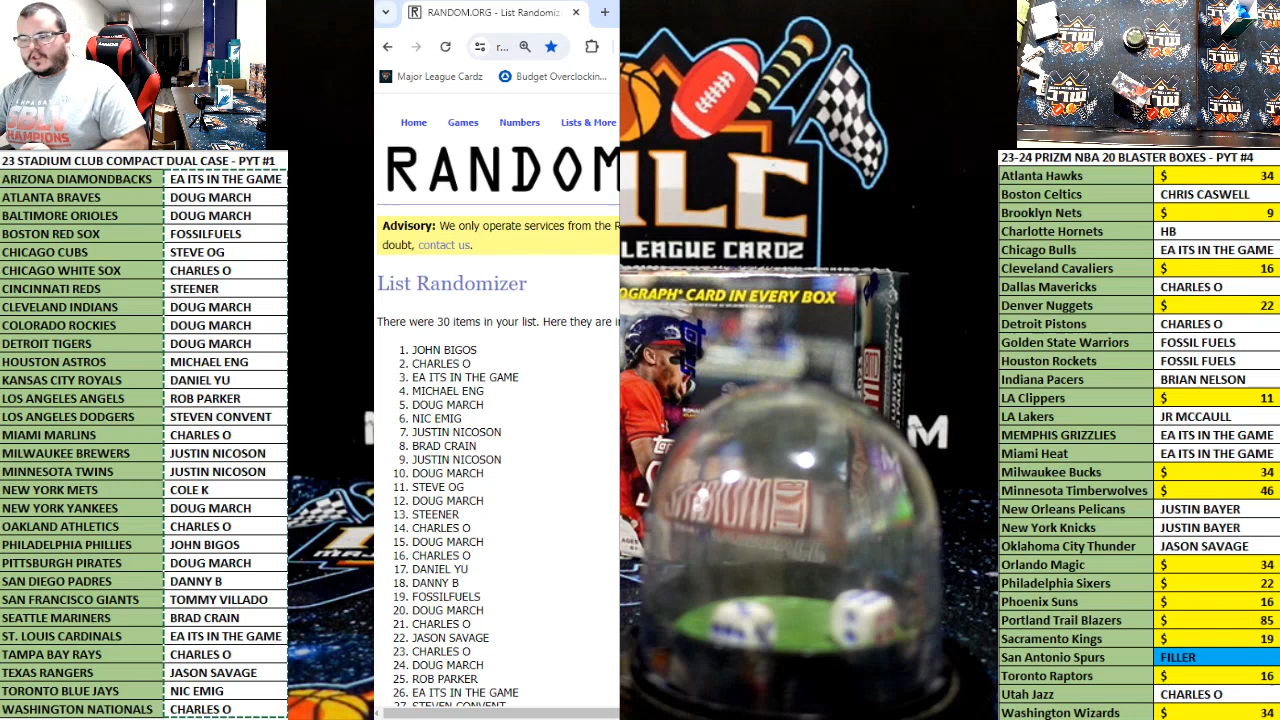 23 STADIUM CLUB COMPACT DUAL CASE - PYT #1
ARIZONA DIAMONDBACKS EA ITS IN THE GAME
ATLANTA BRAVES DOUG MARCH
BALTIMORE ORIOLES DOUG MARCH
BOSTON RED SOX FOSSILFUELS
CHICAGO CUBS STEVE OG
CHICAGO WHITE SOX CHARLES O
CINCINNATI REDS STEENER
CLEVELAND INDIANS DOUG MARCH
COLORADO ROCKIES DOUG MARCH
DETROIT TIGERS DOUG MARCH
HOUSTON ASTROS MICHAEL ENG
KANSAS CITY ROYALS DANIEL YU
LOS ANGELES ANGELS ROB PARKER
LOS ANGELES DODGERS STEVEN CONVENT
MIAMI MARLINS CHARLES O
MILWAUKEE BREWERS JUSTIN NICOSON
MINNESOTA TWINS JUSTIN NICOSON
NEW YORK METS COLE K
NEW YORK YANKEES DOUG MARCH
OAKLAND ATHLETICS CHARLES O
PHILADELPHIA PHILLIES JOHN BIGOS
PITTSBURGH PIRATES DOUG MARCH
SAN DIEGO PADRES DANNY B
SAN FRANCISCO GIANTS TOMMY VILLADO
SEATTLE MARINERS BRAD CRAIN
ST. LOUIS CARDINALS EA ITS IN THE GAME
TAMPA BAY RAYS CHARLES O
TEXAS RANGERS JASON SAVAGE
TORONTO BLUE JAYS NIC EMIG
WASHINGTON NATIONALS CHARLES O
RANDOM.ORG - List Randomiz
r...
Major League Cardz Budget Overclockin...
Home Games Numbers Lists & More
RANDOM
Advisory: We only operate services from the R
doubt, contact us.
List Randomizer
There were 30 items in your list. Here they are i
1. JOHN BIGOS
2. CHARLES O
3. EA ITS IN THE GAME
4. MICHAEL ENG
5. DOUG MARCH
6. NIC EMIG
7. JUSTIN NICOSON
8. BRAD CRAIN
9. JUSTIN NICOSON
10. DOUG MARCH
11. STEVE OG
12. DOUG MARCH
13. STEENER
14. CHARLES O
15. DOUG MARCH
16. CHARLES O
17. DANIEL YU
18. DANNY B
19. FOSSILFUELS
20. DOUG MARCH
21. CHARLES O
22. JASON SAVAGE
23. CHARLES O
24. DOUG MARCH
25. ROB PARKER
26. EA ITS IN THE GAME
27. STEVEN CONVENT
LC
LEAGUE CARDZ
OGRAPH* CARD IN EVERY BOX
M
23-24 PRIZM NBA 20 BLASTER BOXES - PYT #4
Atlanta Hawks $ 34
Boston Celtics CHRIS CASWELL
Brooklyn Nets $ 9
Charlotte Hornets HB
Chicago Bulls EA ITS IN THE GAME
Cleveland Cavaliers $ 16
Dallas Mavericks CHARLES O
Denver Nuggets $ 22
Detroit Pistons CHARLES O
Golden State Warriors FOSSIL FUELS
Houston Rockets FOSSIL FUELS
Indiana Pacers BRIAN NELSON
LA Clippers $ 11
LA Lakers JR MCCAULL
MEMPHIS GRIZZLIES EA ITS IN THE GAME
Miami Heat EA ITS IN THE GAME
Milwaukee Bucks $ 34
Minnesota Timberwolves $ 46
New Orleans Pelicans JUSTIN BAYER
New York Knicks JUSTIN BAYER
Oklahoma City Thunder JASON SAVAGE
Orlando Magic $ 34
Philadelphia Sixers $ 22
Phoenix Suns $ 16
Portland Trail Blazers $ 85
Sacramento Kings $ 19
San Antonio Spurs FILLER
Toronto Raptors $ 16
Utah Jazz CHARLES O
Washington Wizards $ 34